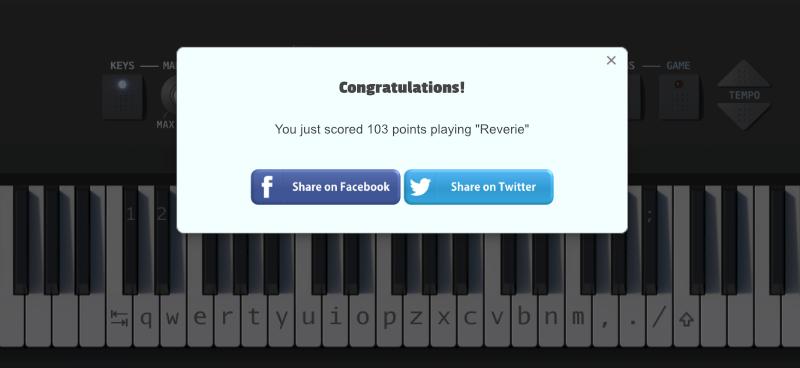 KEYS
MA
S
GAME
MAX
TEMPO
×
Congratulations!
You just scored 103 points playing "Reverie"
f Share on Facebook
Share on Twitter
1 2 ;
q w e r t y u i o p z x c v b n m , . /